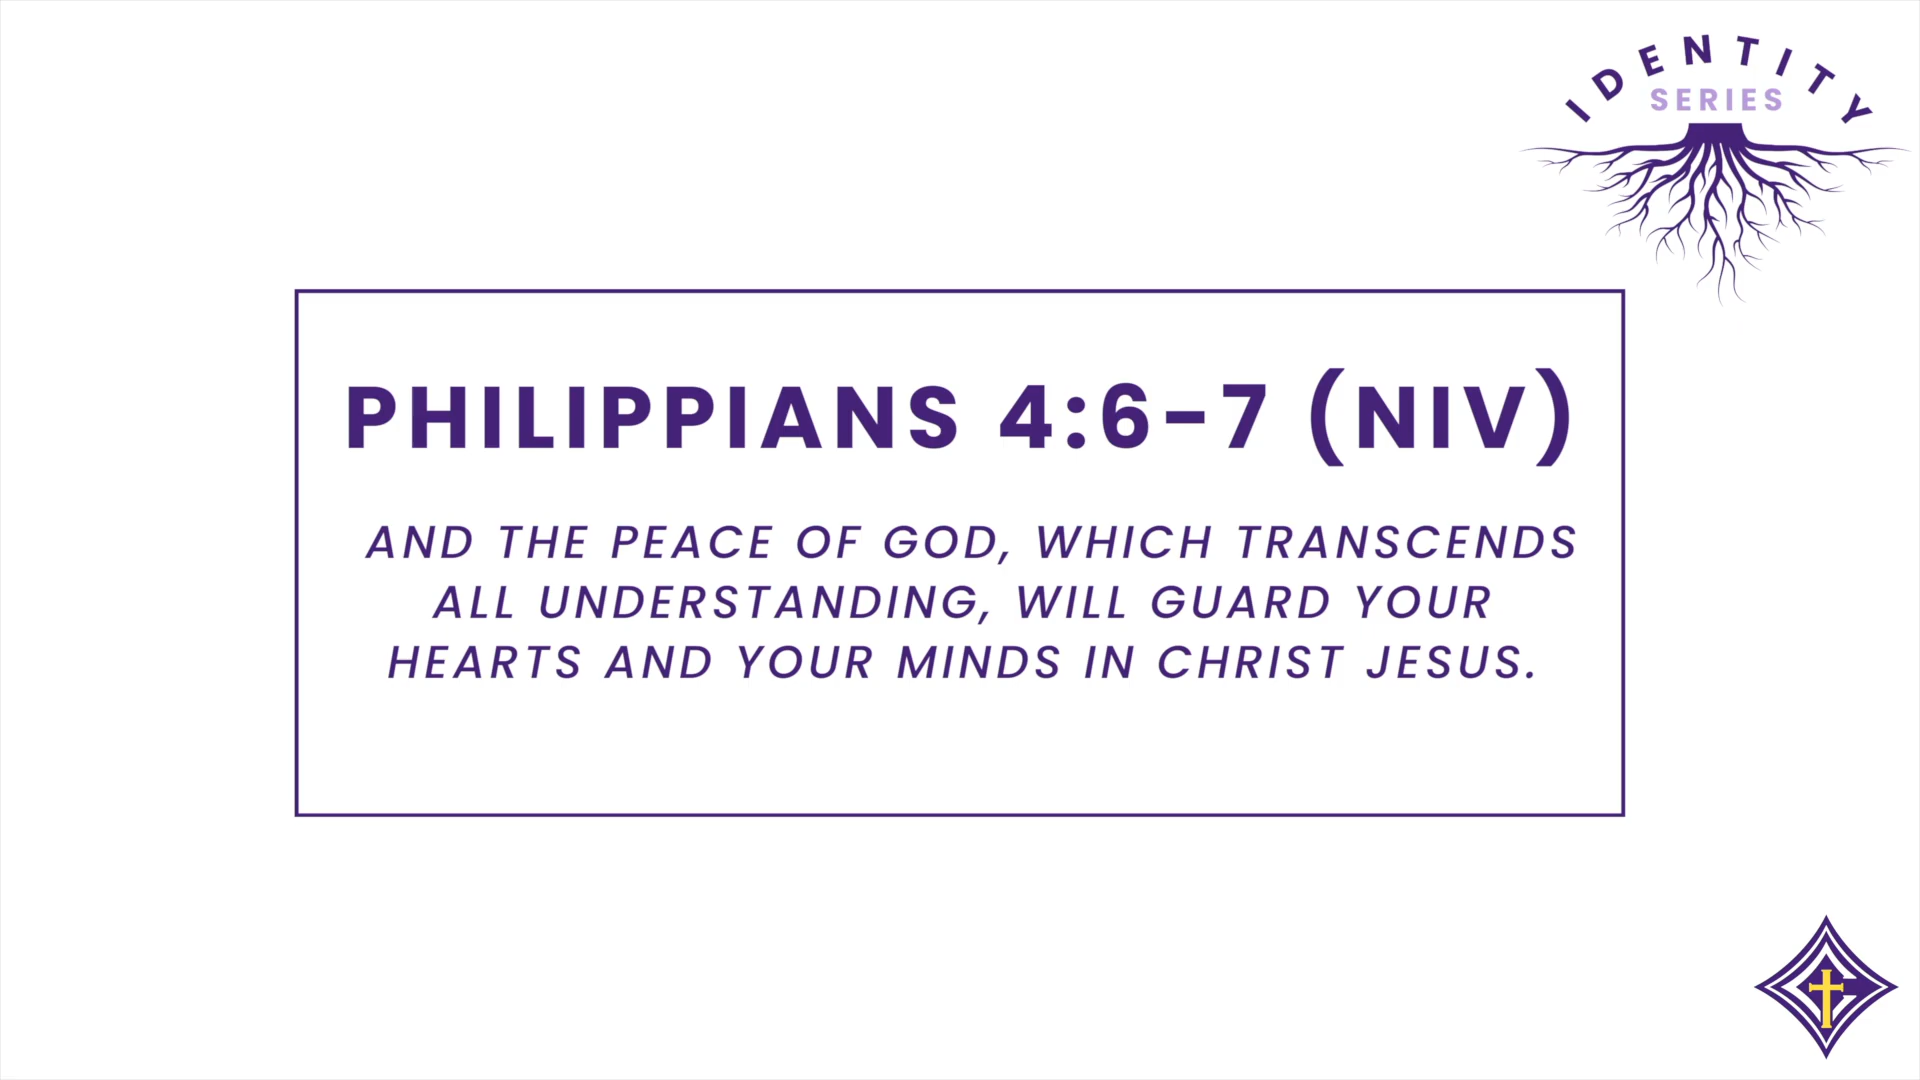 IDENTITY
SERIES
PHILIPPIANS 4:6-7 (NIV)
AND THE PEACE OF GOD, WHICH TRANSCENDS
ALL UNDERSTANDING, WILL GUARD YOUR
HEARTS AND YOUR MINDS IN CHRIST JESUS.